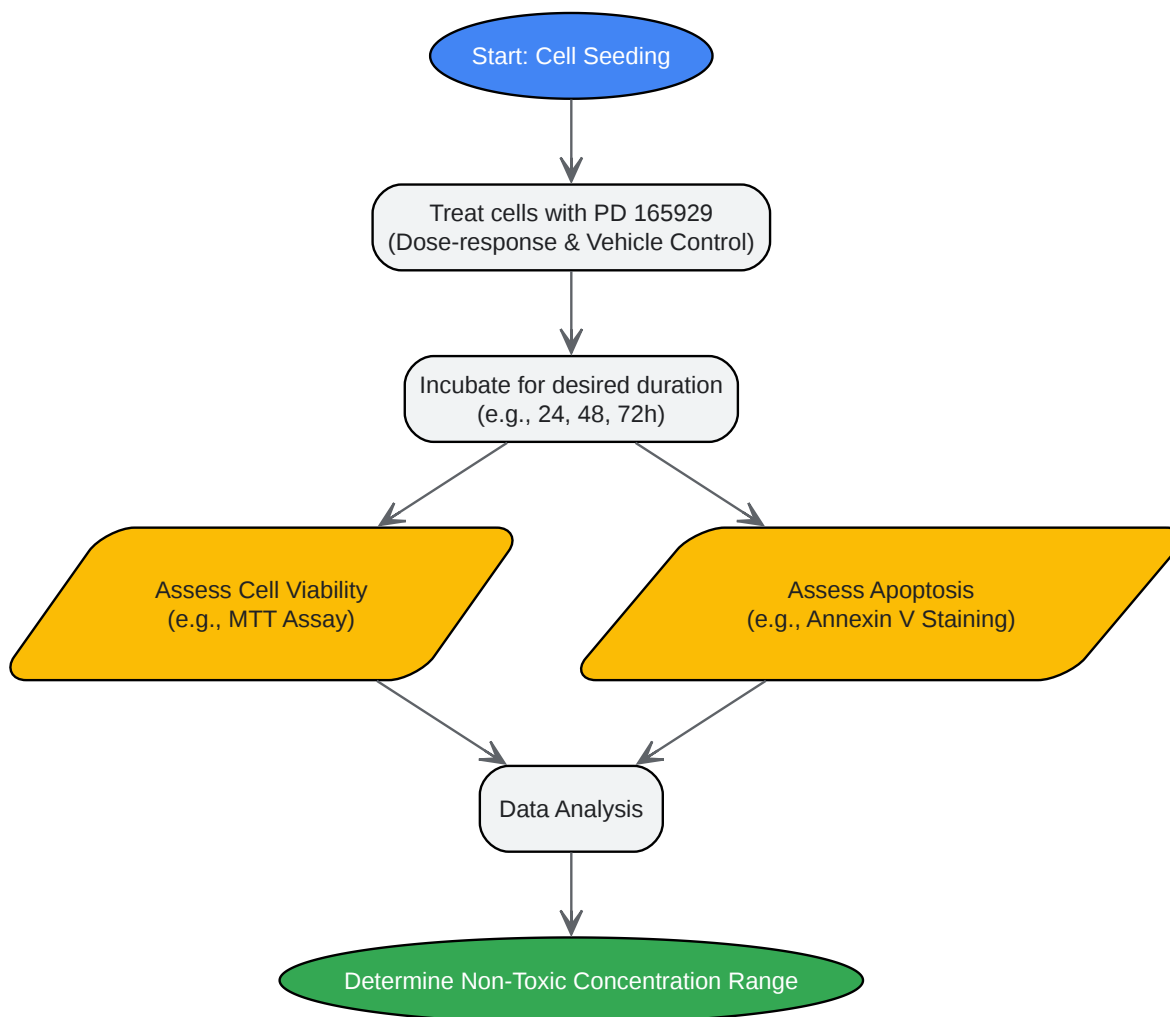 Start: Cell Seeding
Treat cells with PD 165929
(Dose-response & Vehicle Control)
Incubate for desired duration
(e.g., 24, 48, 72h)
Assess Cell Viability
(e.g., MTT Assay)
Assess Apoptosis
(e.g., Annexin V Staining)
Data Analysis
Determine Non-Toxic Concentration Range